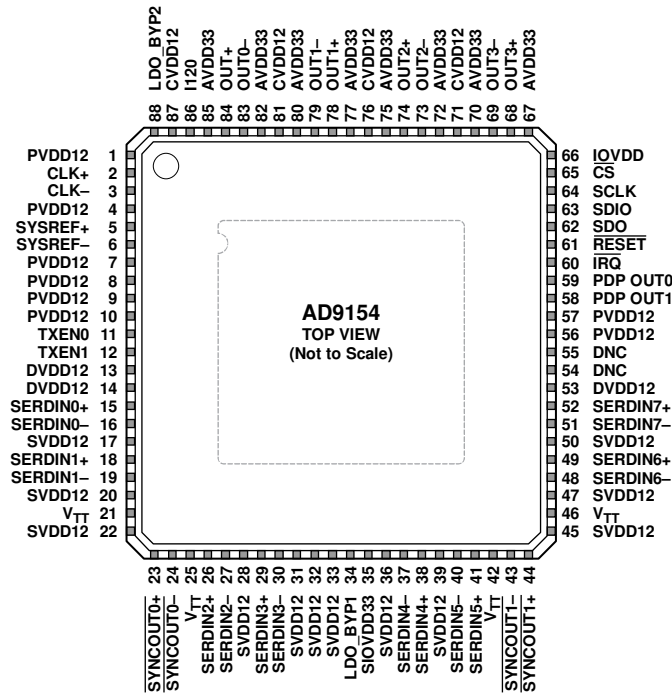 88 LDO_BYP2
87 CVDD12
86 I120
85 AVDD33
84 OUT+
83 OUT0–
82 AVDD33
81 CVDD12
80 AVDD33
79 OUT1–
78 OUT1+
77 AVDD33
76 CVDD12
75 AVDD33
74 OUT2+
73 OUT2–
72 AVDD33
71 CVDD12
70 AVDD33
69 OUT3–
68 OUT3+
67 AVDD33
PVDD12 1
CLK+ 2
CLK– 3
PVDD12 4
SYSREF+ 5
SYSREF– 6
PVDD12 7
PVDD12 8
PVDD12 9
PVDD12 10
TXEN0 11
TXEN1 12
DVDD12 13
DVDD12 14
SERDIN0+ 15
SERDIN0– 16
SVDD12 17
SERDIN1+ 18
SERDIN1– 19
SVDD12 20
VTT 21
SVDD12 22
AD9154
TOP VIEW
(Not to Scale)
66 IOVDD
65 CS
64 SCLK
63 SDIO
62 SDO
61 RESET
60 IRQ
59 PDP OUT0
58 PDP OUT1
57 PVDD12
56 PVDD12
55 DNC
54 DNC
53 DVDD12
52 SERDIN7+
51 SERDIN7–
50 SVDD12
49 SERDIN6+
48 SERDIN6–
47 SVDD12
46 VTT
45 SVDD12
SYNCOUT0+ 23
SYNCOUT0– 24
VTT 25
SERDIN2+ 26
SERDIN2– 27
SVDD12 28
SERDIN3+ 29
SERDIN3– 30
SVDD12 31
SVDD12 32
SVDD12 33
LDO_BYP1 34
SIOVDD33 35
SVDD12 36
SERDIN4– 37
SERDIN4+ 38
SVDD12 39
SERDIN5– 40
SERDIN5+ 41
VTT 42
SYNCOUT1– 43
SYNCOUT1+ 44